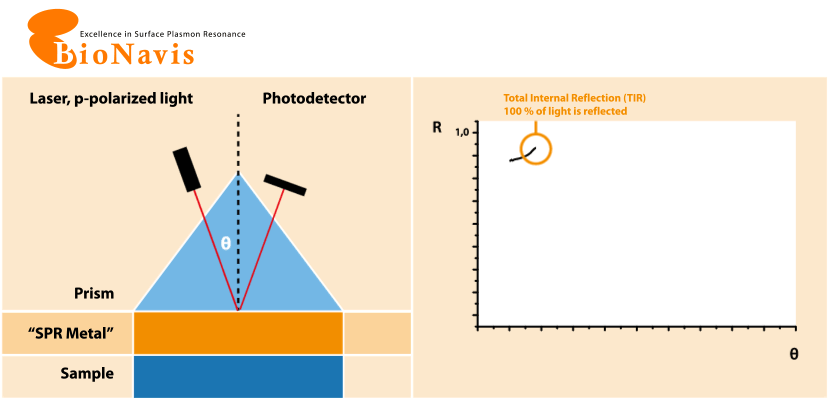 Excellence in Surface Plasmon Resonance
BioNavis
Laser, p-polarized light
Photodetector
θ
Prism
“SPR Metal”
Sample
Total Internal Reflection (TIR)
100 % of light is reflected
R
1,0
θ